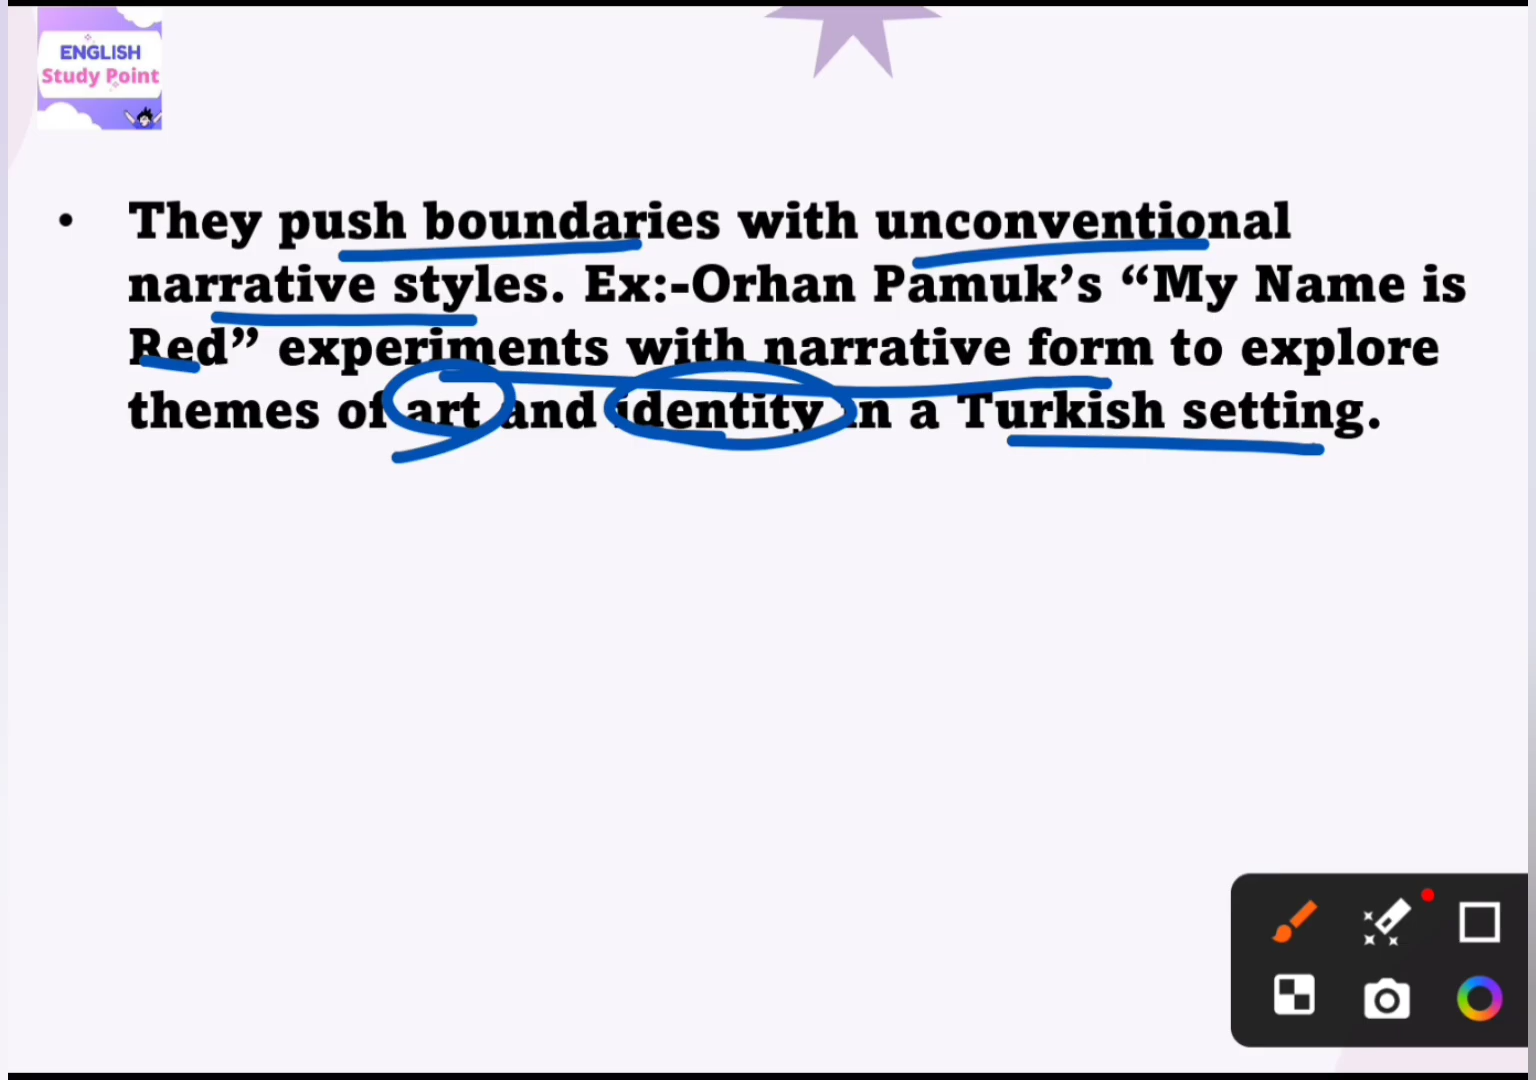 ENGLISH
Study Point
• They push boundaries with unconventional
narrative styles. Ex:-Orhan Pamuk’s “My Name is
Red” experiments with narrative form to explore
themes of art and identity in a Turkish setting.